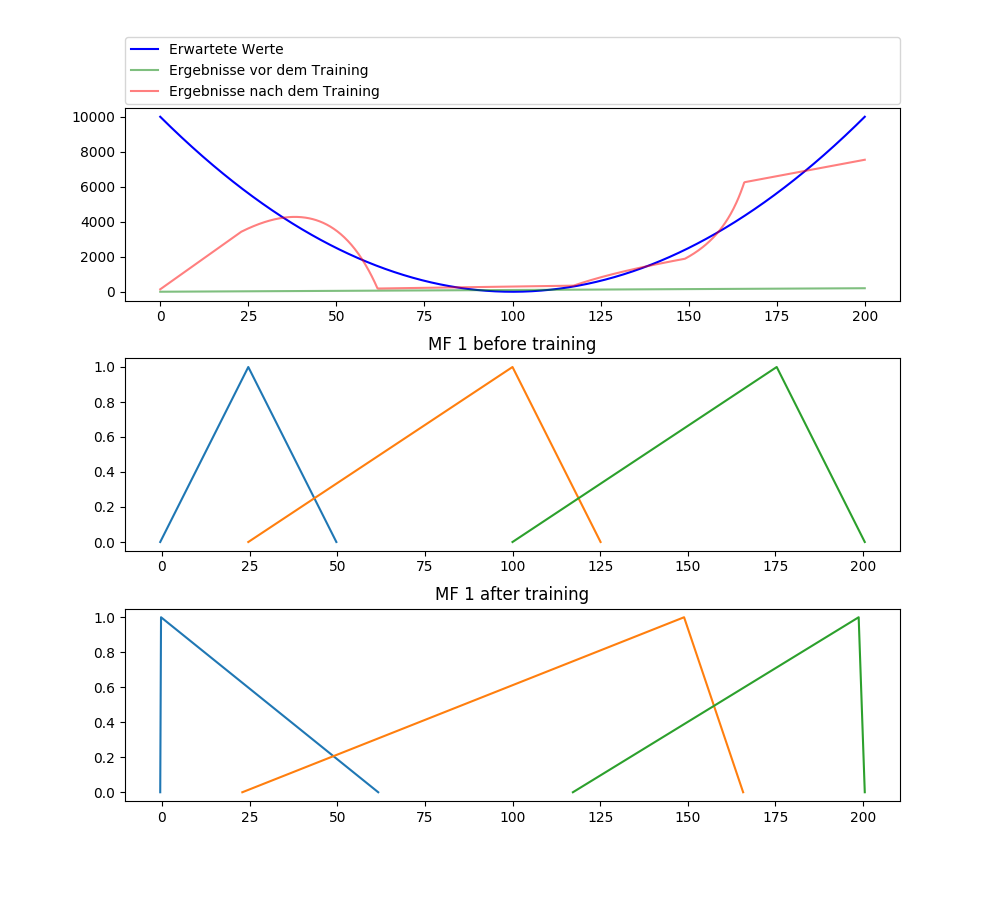 Erwartete Werte
Ergebnisse vor dem Training
Ergebnisse nach dem Training
10000
8000
6000
4000
2000
0
0 25 50 75 100 125 150 175 200
MF 1 before training
1.0
0.8
0.6
0.4
0.2
0.0
0 25 50 75 100 125 150 175 200
MF 1 after training
1.0
0.8
0.6
0.4
0.2
0.0
0 25 50 75 100 125 150 175 200